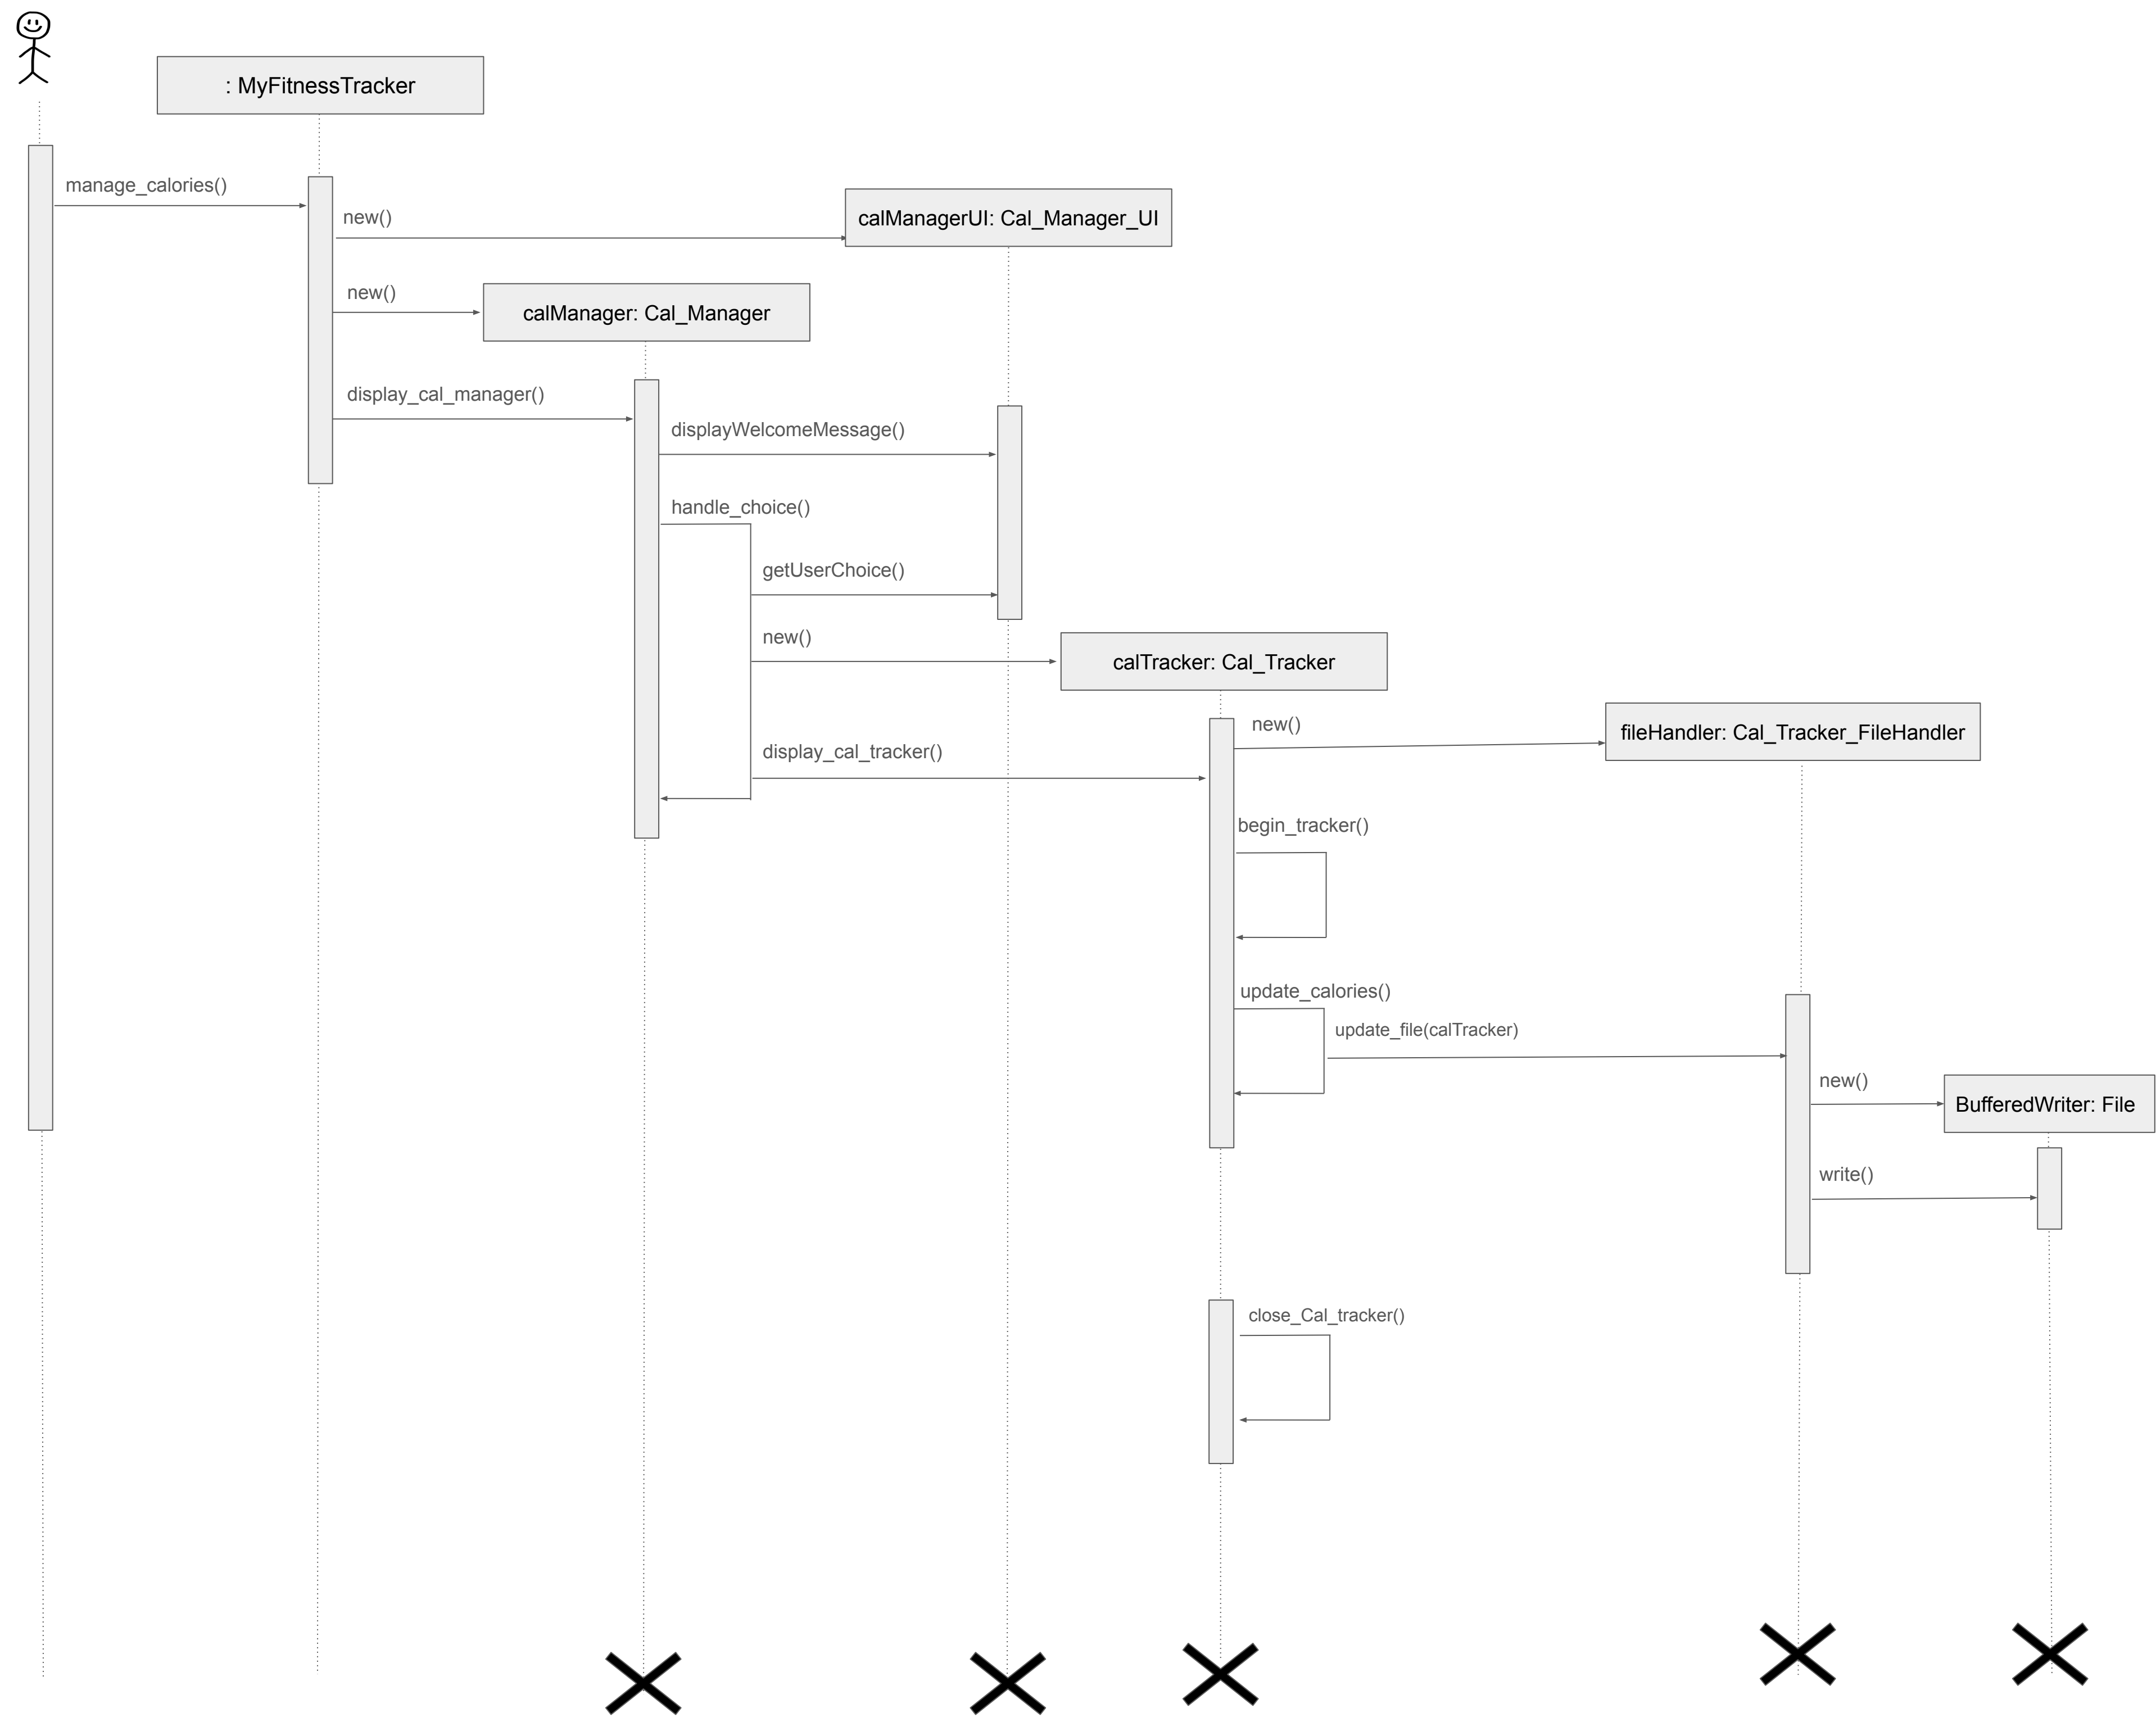 : MyFitnessTracker
manage_calories()
new()
calManagerUI: Cal_Manager_UI
new()
calManager: Cal_Manager
display_cal_manager()
displayWelcomeMessage()
handle_choice()
getUserChoice()
new()
calTracker: Cal_Tracker
new()
fileHandler: Cal_Tracker_FileHandler
display_cal_tracker()
begin_tracker()
update_calories()
update_file(calTracker)
new()
BufferedWriter: File
write()
close_Cal_tracker()